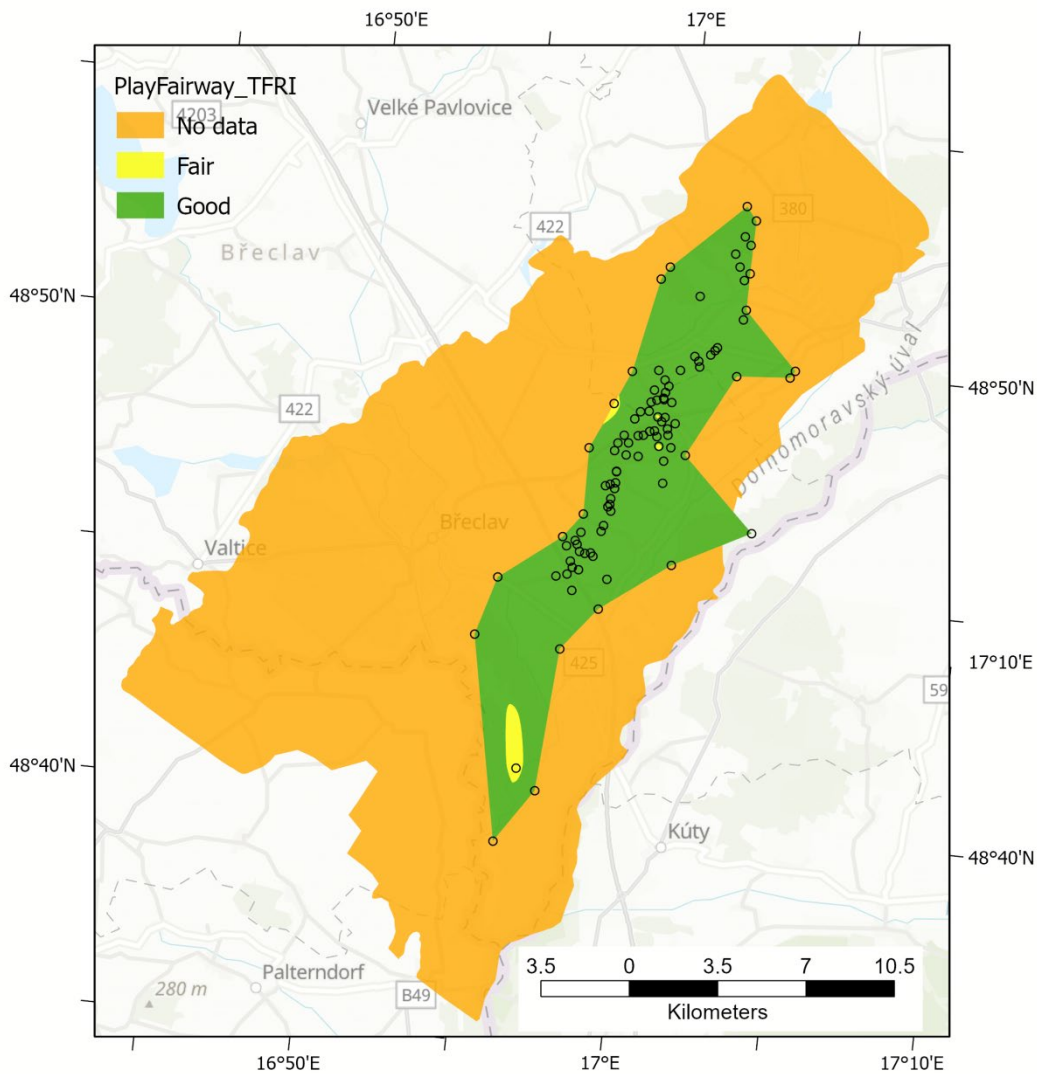 16°50'E
17°E
PlayFairway_TFRI
4203
No data
Fair
Good
Velké Pavlovice
380
422
Břeclav
48°50'N
48°50'N
Dolnomoravský úval
422
Břeclav
Valtice
425
17°10'E
59
48°40'N
Kúty
48°40'N
Palterndorf
280 m
B49
3.5
0
3.5
7
10.5
Kilometers
16°50'E
17°E
17°10'E